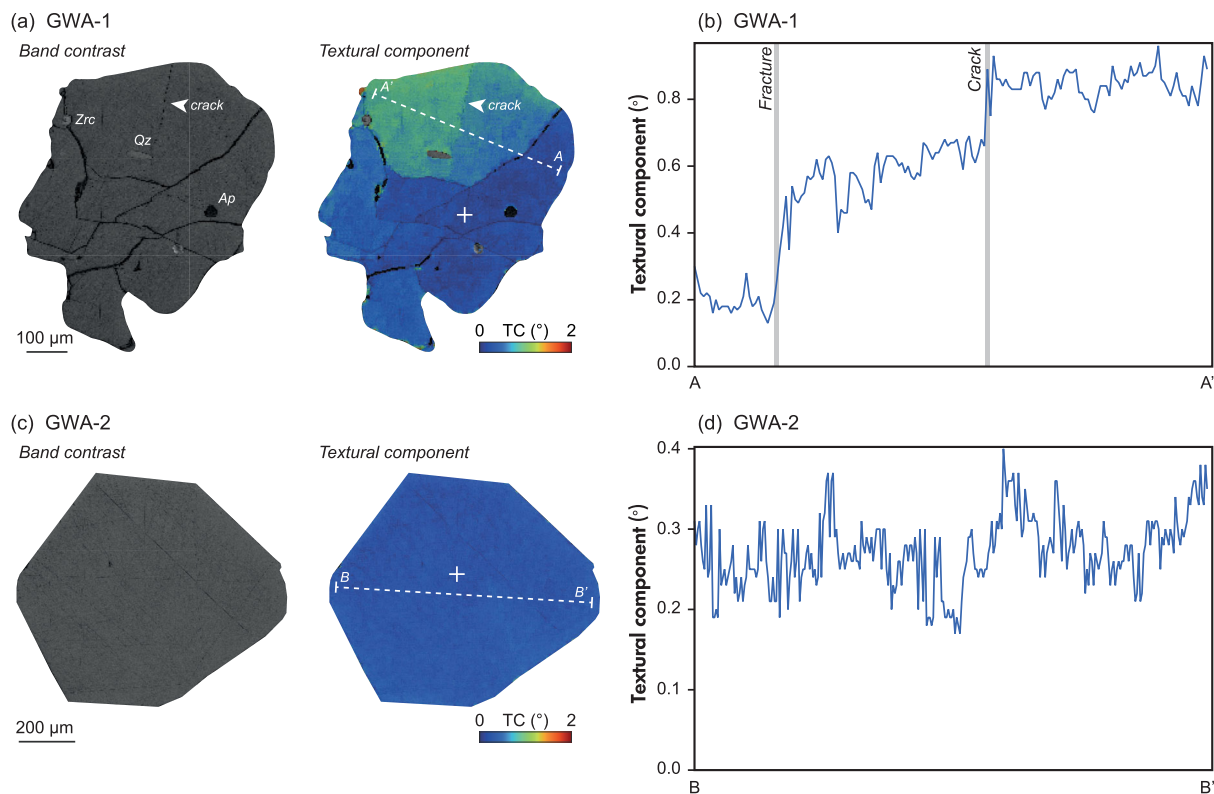 (a) GWA-1
Band contrast
Textural component
crack
Zrc
Qz
Ap
A'
crack
A
100 µm
0 TC (°) 2
(b) GWA-1
Textural component (°)
0.8
0.6
0.4
0.2
0.0
Fracture
Crack
A
A'
(c) GWA-2
Band contrast
Textural component
B
B'
200 µm
0 TC (°) 2
(d) GWA-2
Textural component (°)
0.4
0.3
0.2
0.1
0.0
B
B'